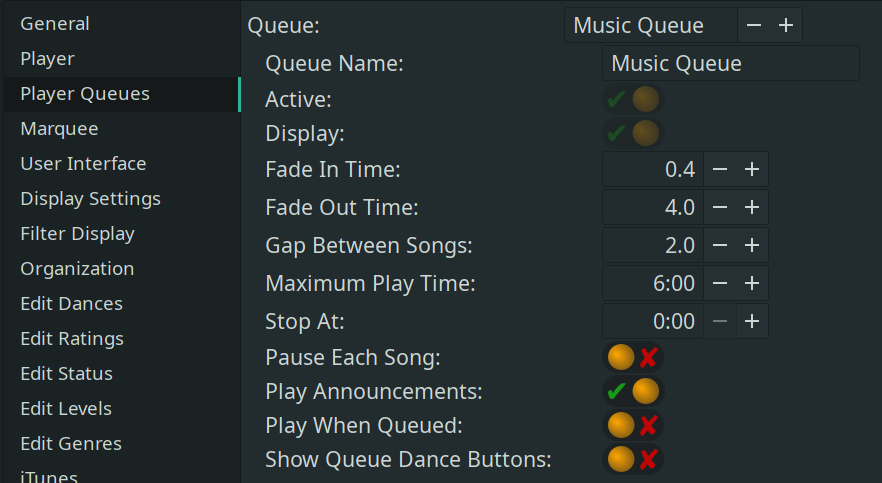 General
Player
Player Queues
Marquee
User Interface
Display Settings
Filter Display
Organization
Edit Dances
Edit Ratings
Edit Status
Edit Levels
Edit Genres
iTunes
Queue: Music Queue − +
Queue Name: Music Queue
Active:
Display:
Fade In Time: 0.4 − +
Fade Out Time: 4.0 − +
Gap Between Songs: 2.0 − +
Maximum Play Time: 6:00 − +
Stop At: 0:00 − +
Pause Each Song:
Play Announcements:
Play When Queued:
Show Queue Dance Buttons: